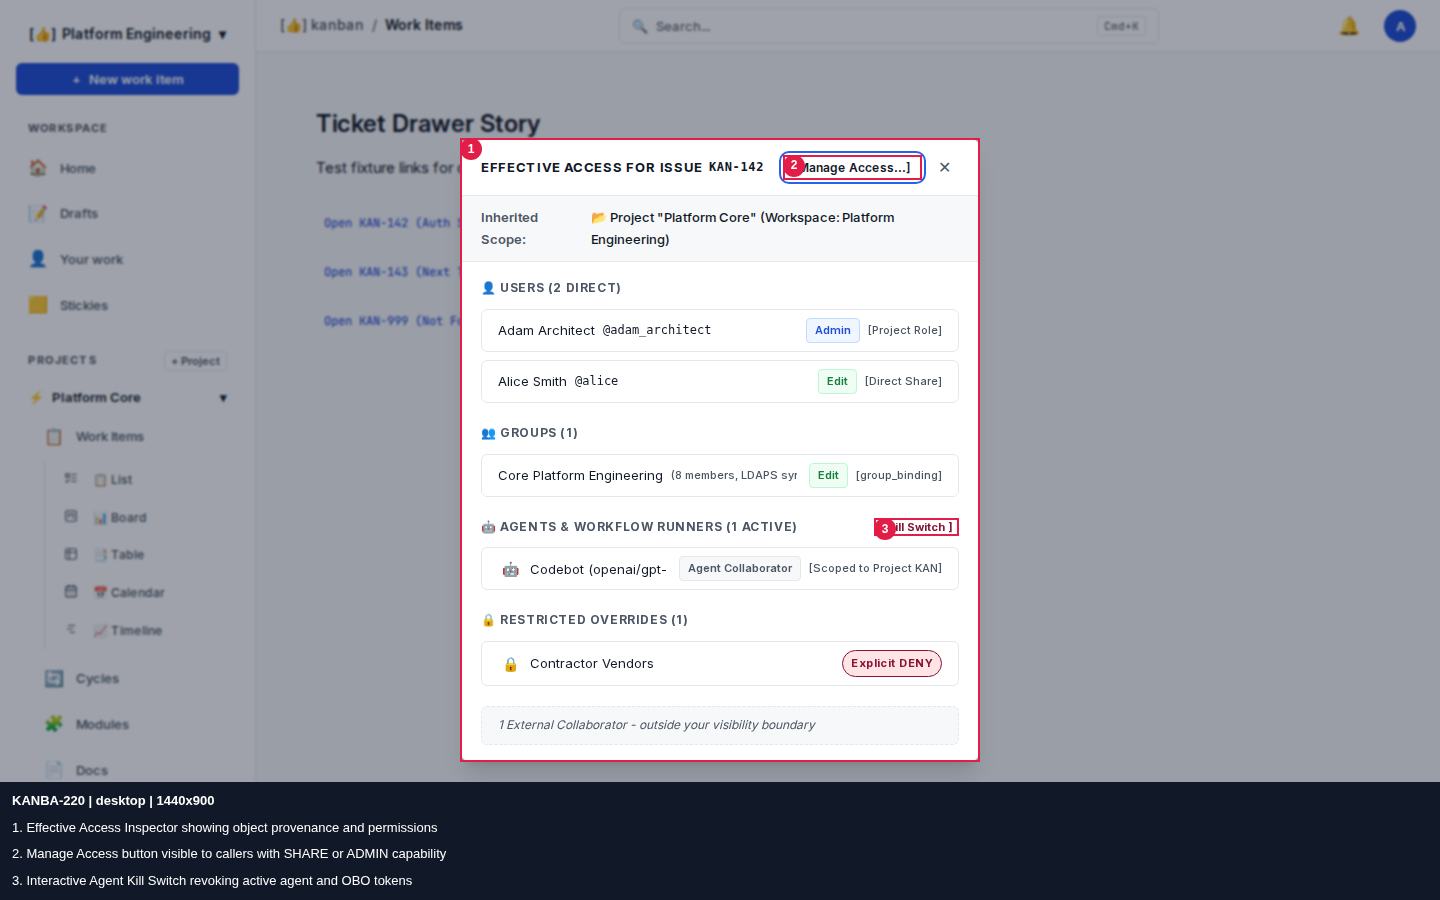 [👍] Platform Engineering ▾
+ New work item
WORKSPACE
🏠 Home
📝 Drafts
👤 Your work
🟨 Stickies
PROJECTS
+ Project
⚡ Platform Core ▾
📋 Work Items
📋 List
📊 Board
📑 Table
📅 Calendar
📈 Timeline
🔄 Cycles
🧩 Modules
📄 Docs
[👍] kanban / Work Items
🔍 Search...
Cmd+K
🔔
A
Ticket Drawer Story
Test fixture links for
Open KAN-142 (Auth
Open KAN-143 (Next
Open KAN-999 (Not
1
EFFECTIVE ACCESS FOR ISSUE KAN-142
2
Manage Access...]
✕
Inherited Scope:
📂 Project "Platform Core" (Workspace: Platform
Engineering)
👤 USERS (2 DIRECT)
Adam Architect @adam_architect Admin [Project Role]
Alice Smith @alice Edit [Direct Share]
👥 GROUPS (1)
Core Platform Engineering (8 members, LDAPS syn Edit [group_binding]
🤖 AGENTS & WORKFLOW RUNNERS (1 ACTIVE)
3
ill Switch ]
🤖 Codebot (openai/gpt- Agent Collaborator [Scoped to Project KAN]
🔒 RESTRICTED OVERRIDES (1)
🔒 Contractor Vendors Explicit DENY
1 External Collaborator - outside your visibility boundary
KANBA-220 | desktop | 1440x900
1. Effective Access Inspector showing object provenance and permissions
2. Manage Access button visible to callers with SHARE or ADMIN capability
3. Interactive Agent Kill Switch revoking active agent and OBO tokens